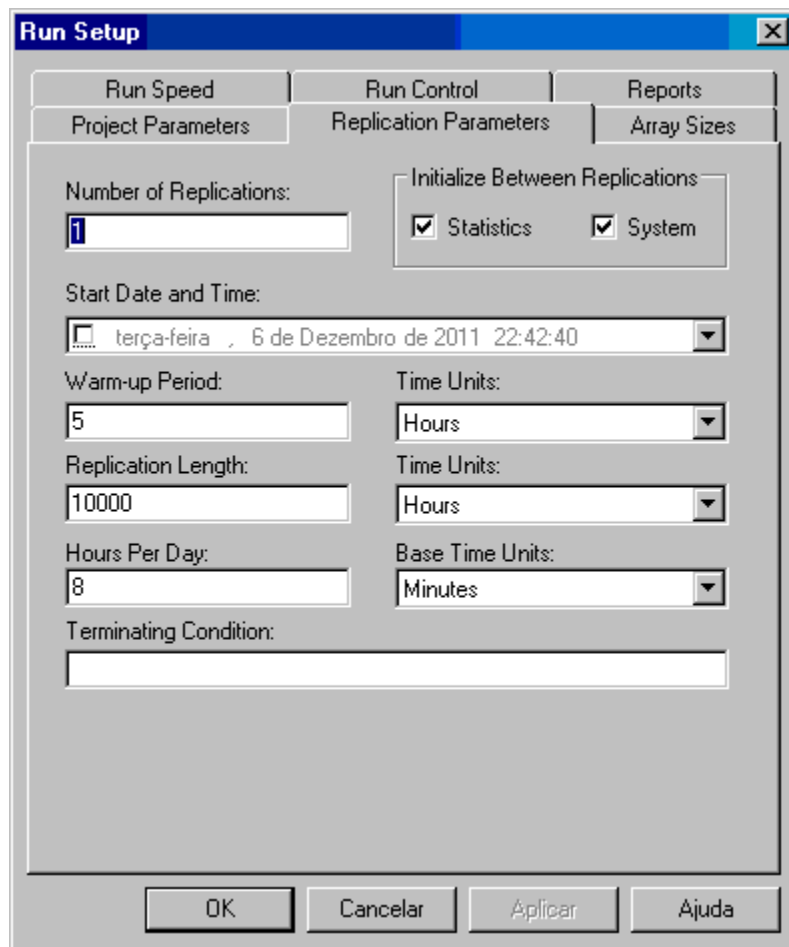 Run Setup
Run Speed Run Control Reports
Project Parameters Replication Parameters Array Sizes
Number of Replications:
1
Initialize Between Replications
Statistics System
Start Date and Time:
terça-feira , 6 de Dezembro de 2011 22:42:40
Warm-up Period: Time Units:
5 Hours
Replication Length: Time Units:
10000 Hours
Hours Per Day: Base Time Units:
8 Minutes
Terminating Condition:
OK Cancelar Aplicar Ajuda